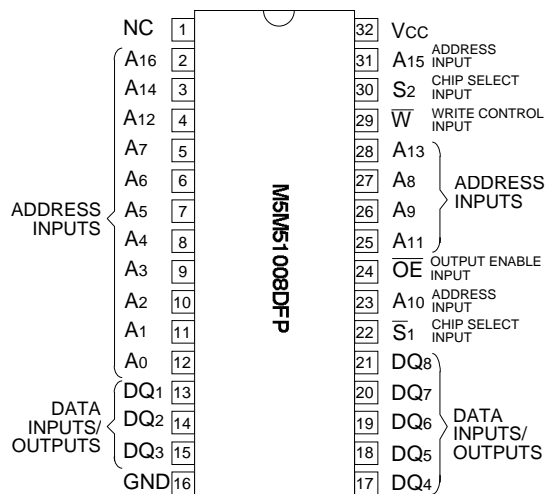 NC 1
A16 2
A14 3
A12 4
A7 5
A6 6
A5 7
A4 8
A3 9
A2 10
A1 11
A0 12
DQ1 13
DQ2 14
DQ3 15
GND 16
ADDRESS
INPUTS
DATA
INPUTS/
OUTPUTS
M5M51008DFP
32 VCC
31 A15 ADDRESS
INPUT
30 S2 CHIP SELECT
INPUT
29 W̅ WRITE CONTROL
INPUT
28 A13
27 A8
26 A9
25 A11
ADDRESS
INPUTS
24 O̅E̅ OUTPUT ENABLE
INPUT
23 A10 ADDRESS
INPUT
22 S̅1 CHIP SELECT
INPUT
21 DQ8
20 DQ7
19 DQ6
18 DQ5
17 DQ4
DATA
INPUTS/
OUTPUTS